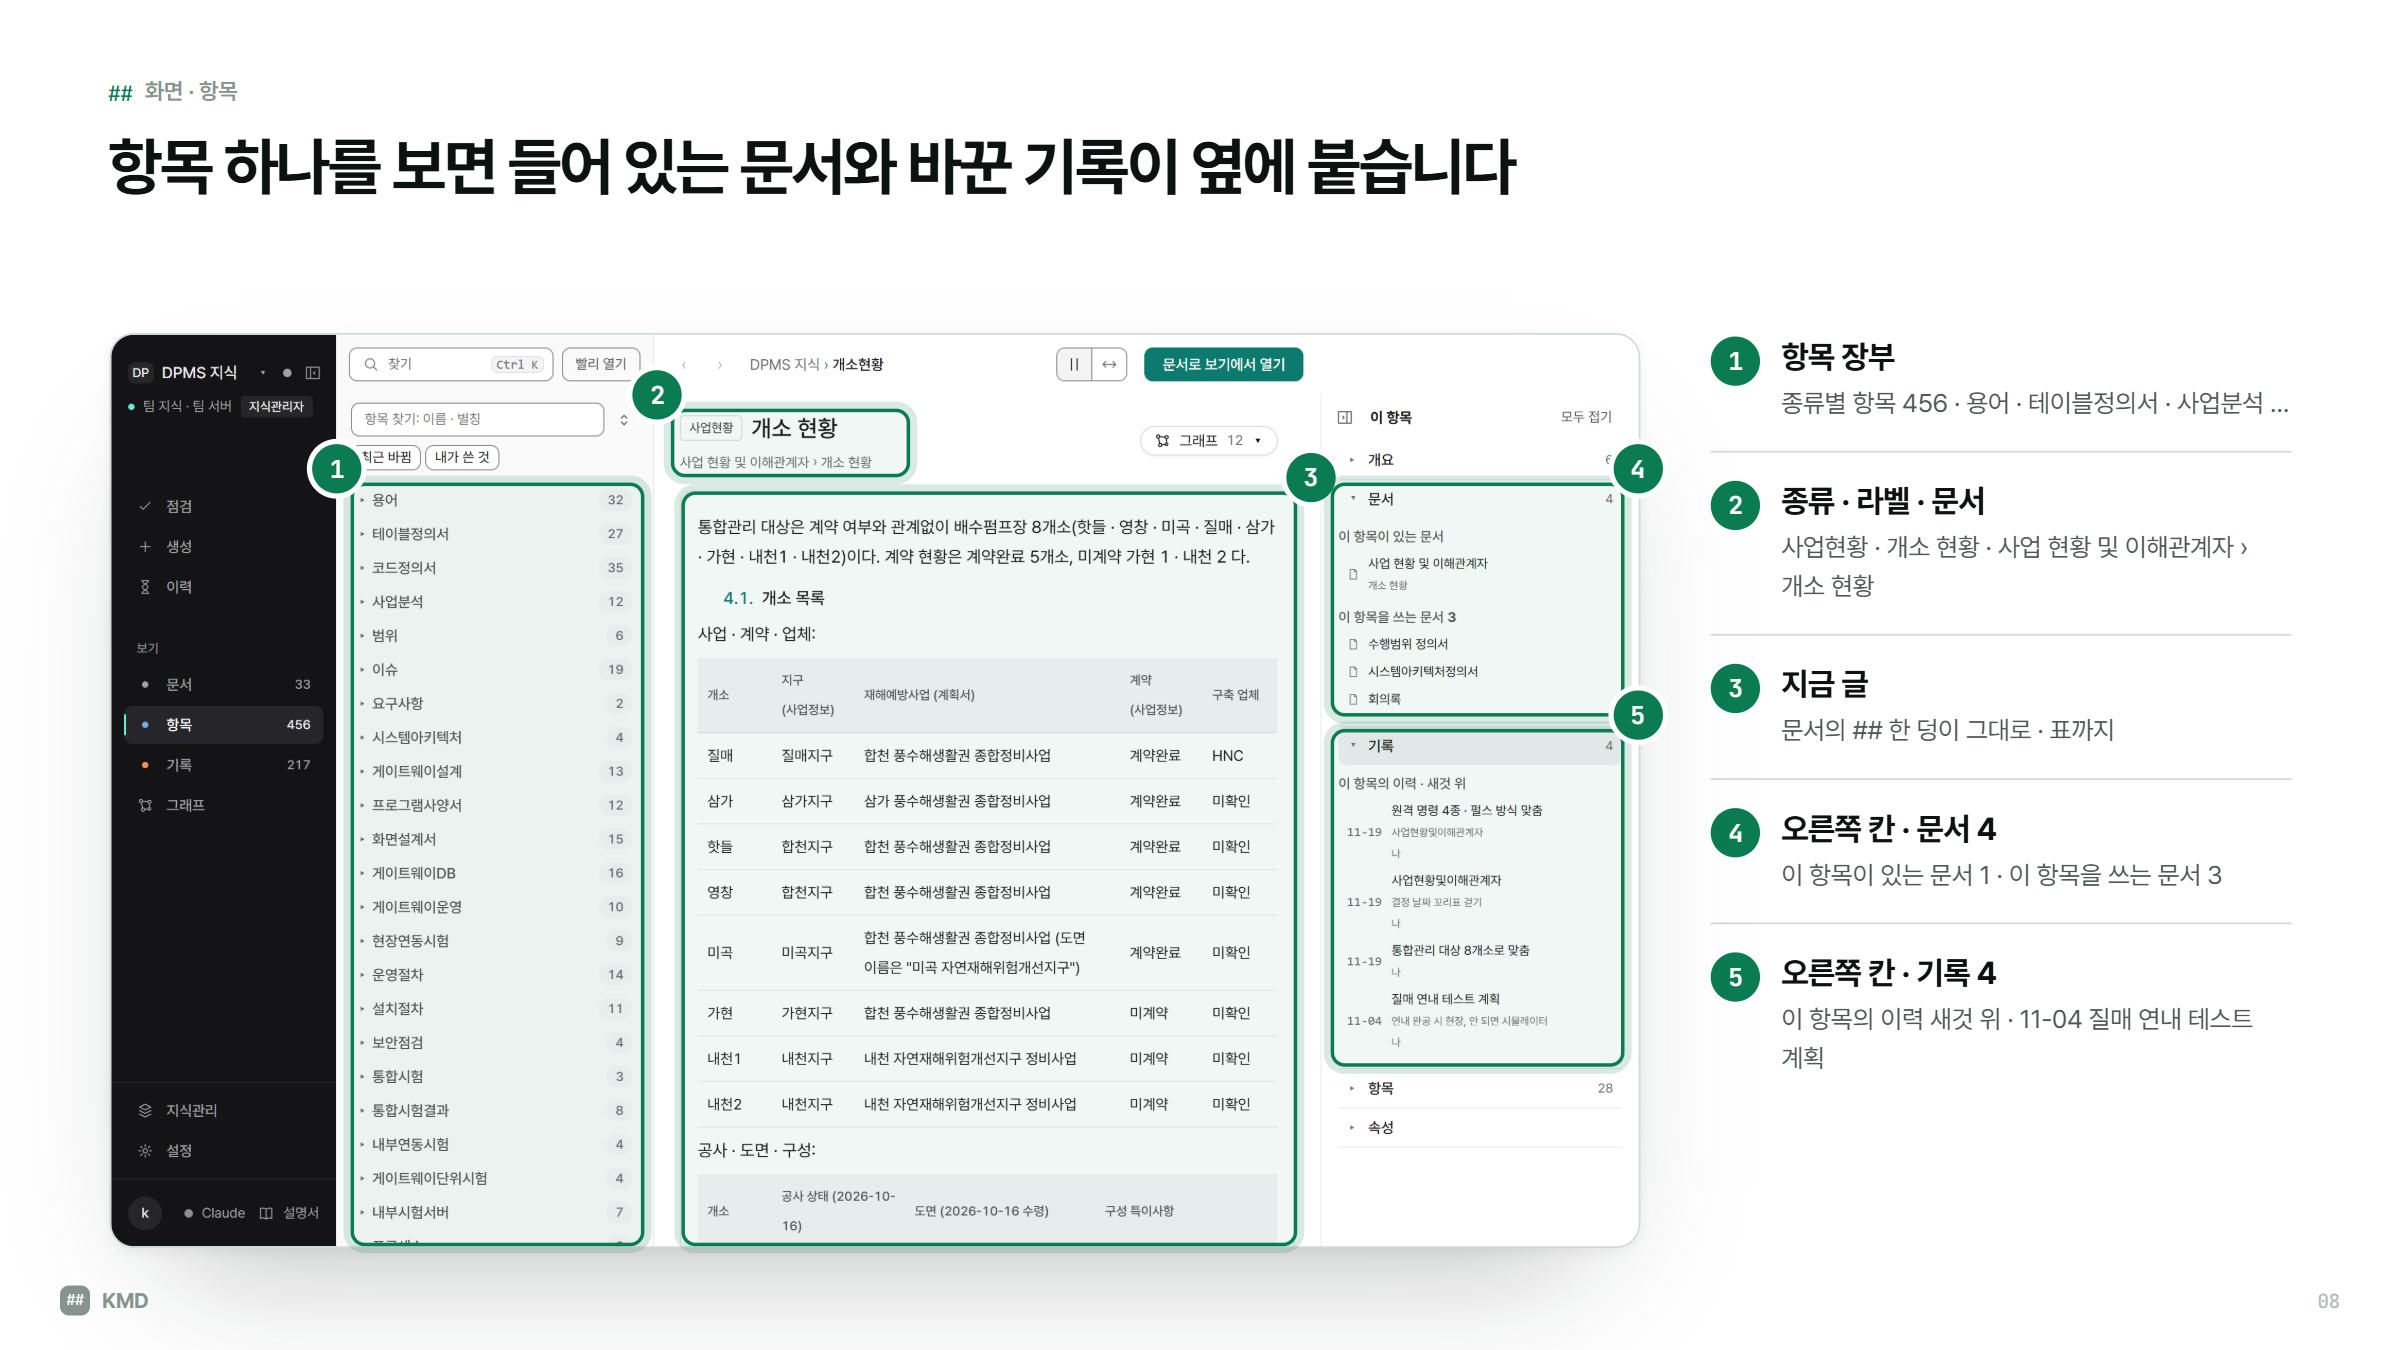 ## 화면 · 항목
항목 하나를 보면 들어 있는 문서와 바꾼 기록이 옆에 붙습니다
DP DPMS 지식
팀 지식 · 팀 서버 지식관리자
점검
생성
이력
보기
문서 33
항목 456
기록 217
그래프
지식관리
설정
k Claude 설명서
찾기 Ctrl K 빨리 열기
항목 찾기: 이름 · 별칭
최근 바뀜 내가 쓴 것
1
용어 32
테이블정의서 27
코드정의서 35
사업분석 12
범위 6
이슈 19
요구사항 2
시스템아키텍처 4
게이트웨이설계 13
프로그램사양서 12
화면설계서 15
게이트웨이DB 16
게이트웨이운영 10
현장연동시험 9
운영절차 14
설치절차 11
보안점검 4
통합시험 3
통합시험결과 8
내부연동시험 4
게이트웨이단위시험 4
내부시험서버 7
‹ › DPMS 지식 › 개소현황
문서로 보기에서 열기
2
사업현황 개소 현황
사업 현황 및 이해관계자 › 개소 현황
그래프 12
3
통합관리 대상은 계약 여부와 관계없이 배수펌프장 8개소(핫들 · 영창 · 미곡 · 질매 · 삼가
· 가현 · 내천1 · 내천2)이다. 계약 현황은 계약완료 5개소, 미계약 가현 1 · 내천 2 다.
4.1. 개소 목록
사업 · 계약 · 업체:
개소 지구 (사업정보) 재해예방사업 (계획서) 계약 (사업정보) 구축 업체
질매 질매지구 합천 풍수해생활권 종합정비사업 계약완료 HNC
삼가 삼가지구 삼가 풍수해생활권 종합정비사업 계약완료 미확인
핫들 합천지구 합천 풍수해생활권 종합정비사업 계약완료 미확인
영창 합천지구 합천 풍수해생활권 종합정비사업 계약완료 미확인
미곡 미곡지구 합천 풍수해생활권 종합정비사업 (도면 이름은 "미곡 자연재해위험개선지구") 계약완료 미확인
가현 가현지구 합천 풍수해생활권 종합정비사업 미계약 미확인
내천1 내천지구 내천 자연재해위험개선지구 정비사업 미계약 미확인
내천2 내천지구 내천 자연재해위험개선지구 정비사업 미계약 미확인
공사 · 도면 · 구성:
개소 공사 상태 (2026-10-16) 도면 (2026-10-16 수령) 구성 특이사항
이 항목 모두 접기
개요
4
문서 4
이 항목이 있는 문서
사업 현황 및 이해관계자
개소 현황
이 항목을 쓰는 문서 3
수행범위 정의서
시스템아키텍처정의서
회의록
5
기록 4
이 항목의 이력 · 새것 위
원격 명령 4종 · 펄스 방식 맞춤
11-19 사업현황및이해관계자
나
사업현황및이해관계자
11-19 결정 날짜 꼬리표 걷기
나
통합관리 대상 8개소로 맞춤
11-19 나
질매 연내 테스트 계획
11-04 연내 완공 시 현장, 안 되면 시뮬레이터
나
항목 28
속성
1 항목 장부
종류별 항목 456 · 용어 · 테이블정의서 · 사업분석 ...
2 종류 · 라벨 · 문서
사업현황 · 개소 현황 · 사업 현황 및 이해관계자 ›
개소 현황
3 지금 글
문서의 ## 한 덩이 그대로 · 표까지
4 오른쪽 칸 · 문서 4
이 항목이 있는 문서 1 · 이 항목을 쓰는 문서 3
5 오른쪽 칸 · 기록 4
이 항목의 이력 새것 위 · 11-04 질매 연내 테스트
계획
## KMD
08